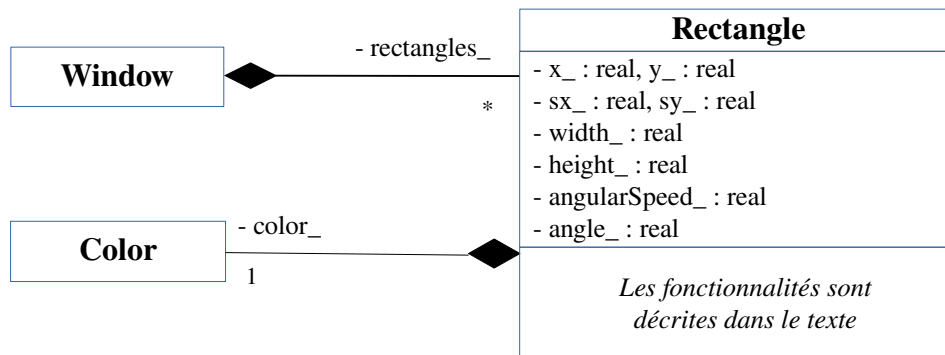 Rectangle
- rectangles_
Window
*
- x_ : real, y_ : real
- sx_ : real, sy_ : real
- width_ : real
- height_ : real
- angularSpeed_ : real
- angle_ : real
- color_
Color
1
Les fonctionnalités sont
décrites dans le texte